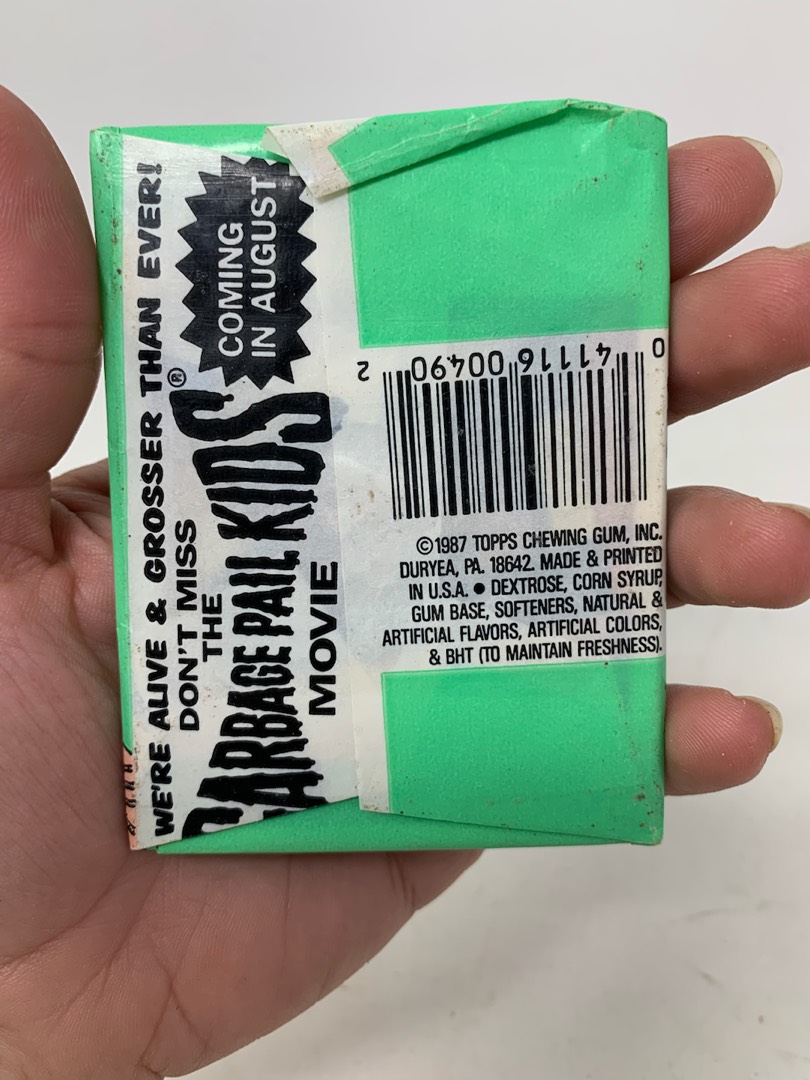 WE'RE ALIVE & GROSSER THAN EVER!
DON'T MISS
THE
GARBAGE PAIL KIDS®
MOVIE
COMING
IN AUGUST
0 41116 00490 2
©1987 TOPPS CHEWING GUM, INC.
DURYEA, PA. 18642. MADE & PRINTED
IN U.S.A. ● DEXTROSE, CORN SYRUP,
GUM BASE, SOFTENERS, NATURAL &
ARTIFICIAL FLAVORS, ARTIFICIAL COLORS,
& BHT (TO MAINTAIN FRESHNESS).